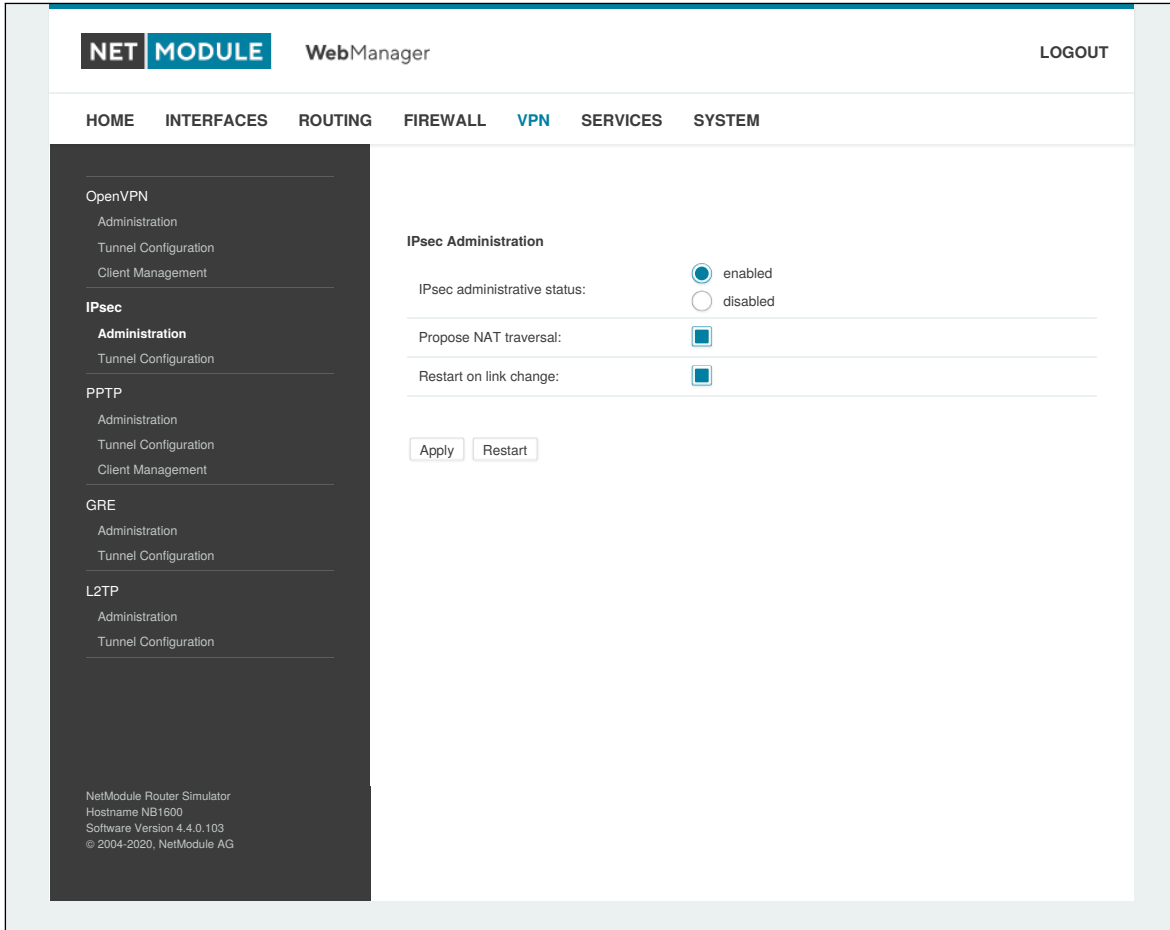 NET MODULE WebManager LOGOUT
HOME INTERFACES ROUTING FIREWALL VPN SERVICES SYSTEM
OpenVPN
Administration
Tunnel Configuration
Client Management
IPsec
Administration
Tunnel Configuration
PPTP
Administration
Tunnel Configuration
Client Management
GRE
Administration
Tunnel Configuration
L2TP
Administration
Tunnel Configuration
NetModule Router Simulator
Hostname NB1600
Software Version 4.4.0.103
© 2004-2020, NetModule AG
IPsec Administration
IPsec administrative status:
enabled
disabled
Propose NAT traversal:
Restart on link change:
Apply Restart